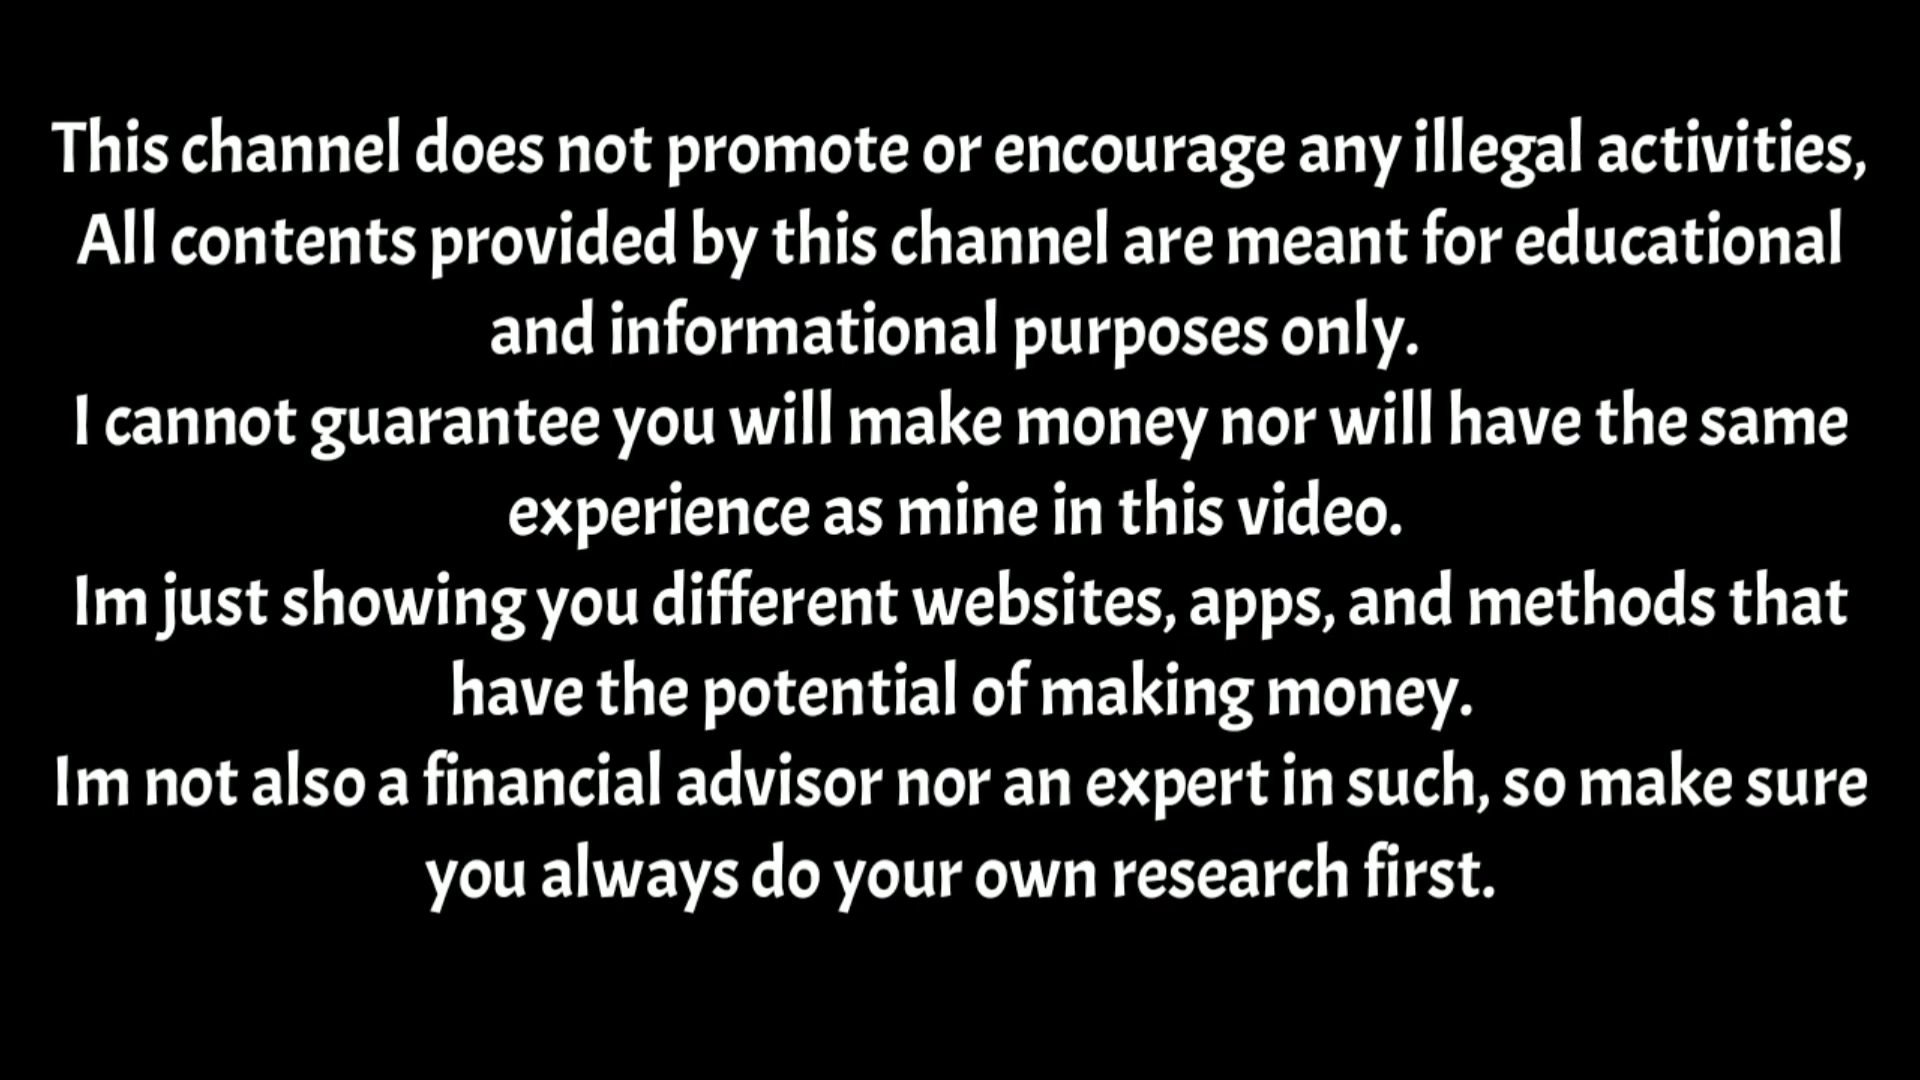 This channel does not promote or encourage any illegal activities,
All contents provided by this channel are meant for educational
and informational purposes only.
I cannot guarantee you will make money nor will have the same
experience as mine in this video.
Im just showing you different websites, apps, and methods that
have the potential of making money.
Im not also a financial advisor nor an expert in such, so make sure
you always do your own research first.